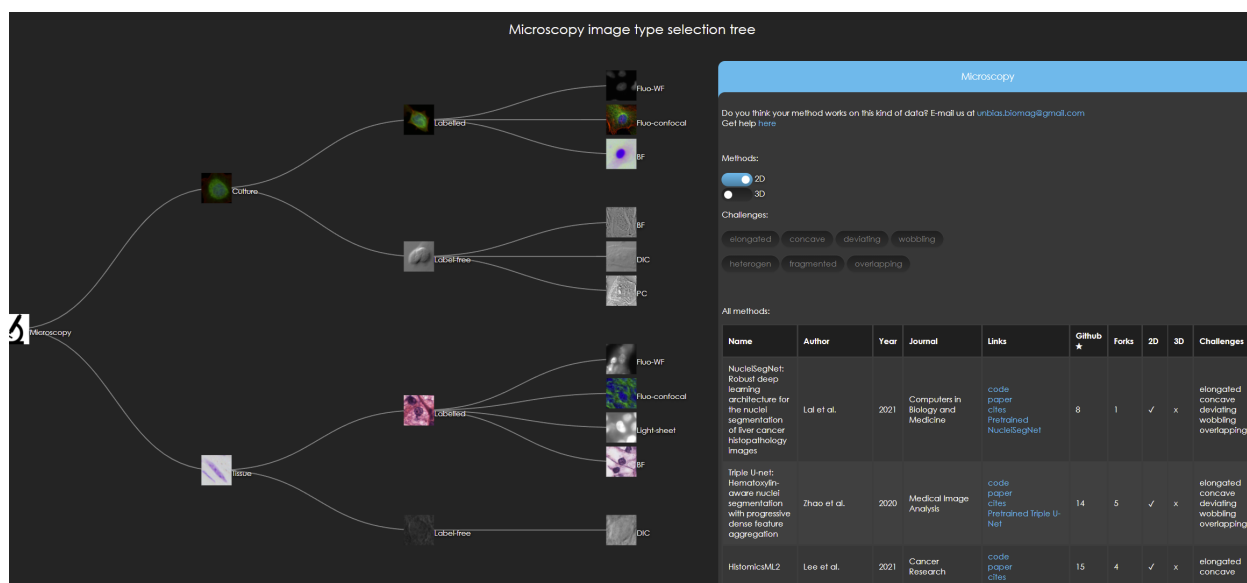 Microscopy image type selection tree
Microscopy
Culture
Tissue
Labelled
Label-free
Labelled
Label-free
Fluo-WF
Fluo-confocal
BF
BF
DIC
PC
Fluo-WF
Fluo-confocal
Light-sheet
BF
DIC
Microscopy
Do you think your method works on this kind of data? E-mail us at unbias.biomag@gmail.com
Get help here
Methods:
2D
3D
Challenges:
elongated concave deviating wobbling
heterogen fragmented overlapping
All methods:
Name Author Year Journal Links Github ★ Forks 2D 3D Challenges
NucleiSegNet:
Robust deep
learning
architecture for
the nuclei
segmentation
of liver cancer
histopathology
images
Lal et al.
2021
Computers in
Biology and
Medicine
code
paper
cites
Pretrained
NucleiSegNet
8
1
✓
x
elongated
concave
deviating
wobbling
overlapping
Triple U-net:
Hematoxylin-
aware nuclei
segmentation
with progressive
dense feature
aggregation
Zhao et al.
2020
Medical Image
Analysis
code
paper
cites
Pretrained Triple U-
Net
14
5
✓
x
elongated
concave
deviating
wobbling
overlapping
HistomicsML2
Lee et al.
2021
Cancer
Research
code
paper
cites
15
4
✓
x
elongated
concave